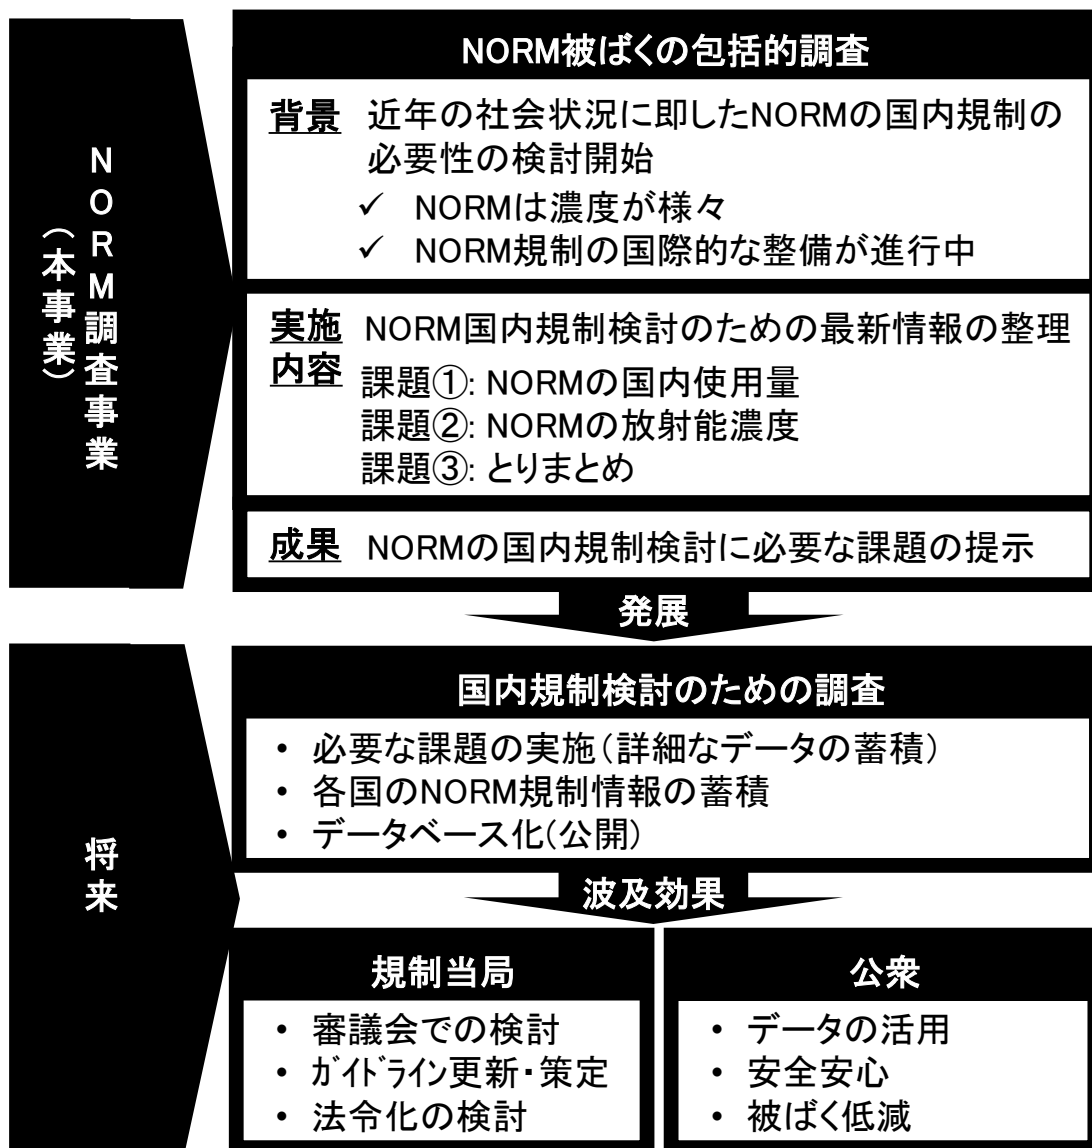 NORM調査事業
(本事業)
NORM被ばくの包括的調査
背景 近年の社会状況に即したNORMの国内規制の
必要性の検討開始
✓ NORMは濃度が様々
✓ NORM規制の国際的な整備が進行中
実施 NORM国内規制検討のための最新情報の整理
内容 課題①: NORMの国内使用量
課題②: NORMの放射能濃度
課題③: とりまとめ
成果 NORMの国内規制検討に必要な課題の提示
発展
将来
国内規制検討のための調査
• 必要な課題の実施(詳細なデータの蓄積)
• 各国のNORM規制情報の蓄積
• データベース化(公開)
波及効果
規制当局
• 審議会での検討
• ガイドライン更新・策定
• 法令化の検討
公衆
• データの活用
• 安全安心
• 被ばく低減